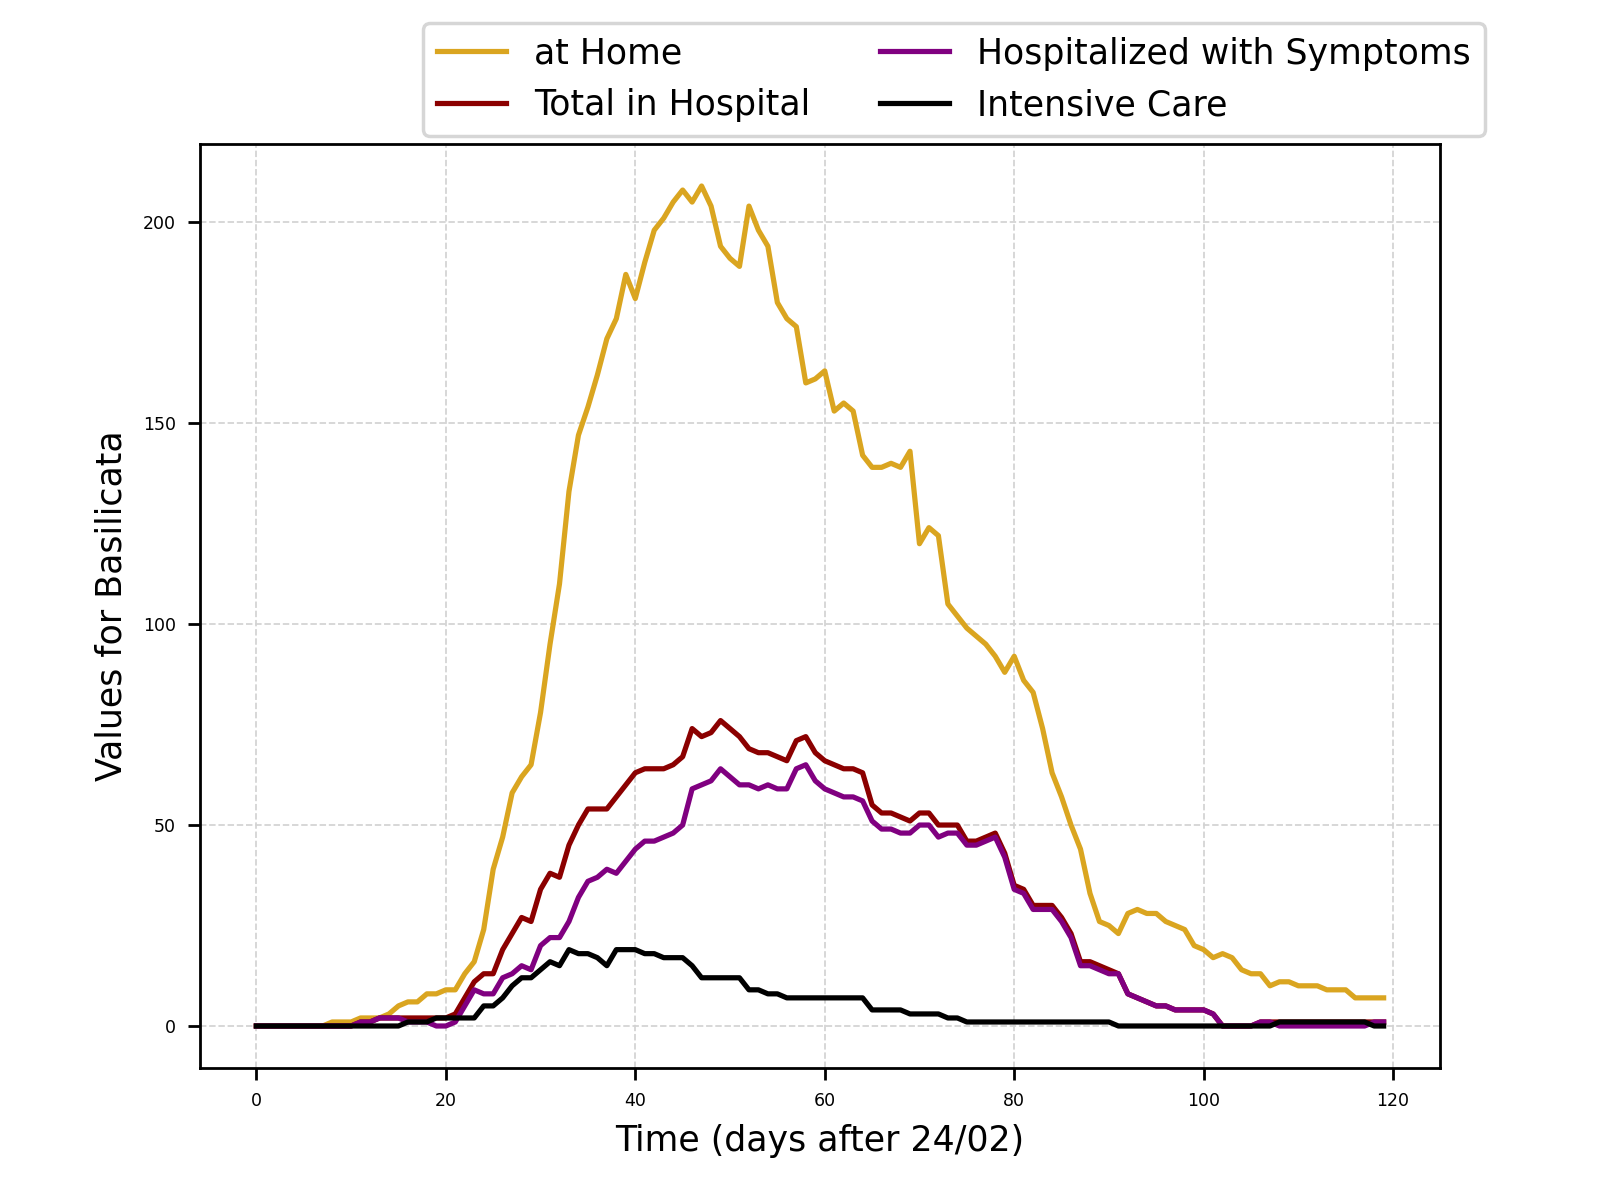 at Home
Total in Hospital
Hospitalized with Symptoms
Intensive Care
200
150
100
50
0
Values for Basilicata
0 20 40 60 80 100 120
Time (days after 24/02)